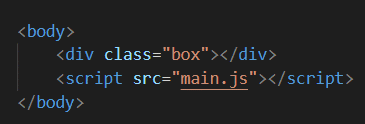 <body>
    <div class="box"></div>
    <script src="main.js"></script>
</body>